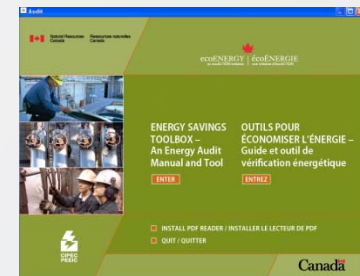 Audit
Natural Resources Canada
Ressources naturelles Canada
ecoENERGY | écoÉNERGIE
ENERGY SAVINGS
TOOLBOX –
An Energy Audit
Manual and Tool
ENTER
OUTILS POUR
ÉCONOMISER L'ÉNERGIE –
Guide et outil de
vérification énergétique
ENTREZ
INSTALL PDF READER / INSTALLER LE LECTEUR DE PDF
QUIT / QUITTER
CIPEC
PEEIC
Canada